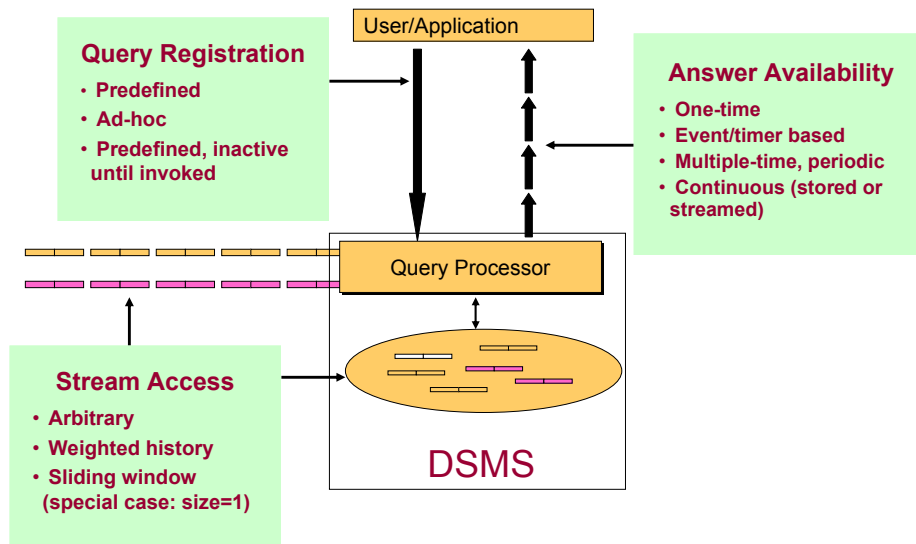 User/Application
Query Registration
• Predefined
• Ad-hoc
• Predefined, inactive
until invoked
Answer Availability
• One-time
• Event/timer based
• Multiple-time, periodic
• Continuous (stored or
streamed)
Query Processor
Stream Access
• Arbitrary
• Weighted history
• Sliding window
(special case: size=1)
DSMS